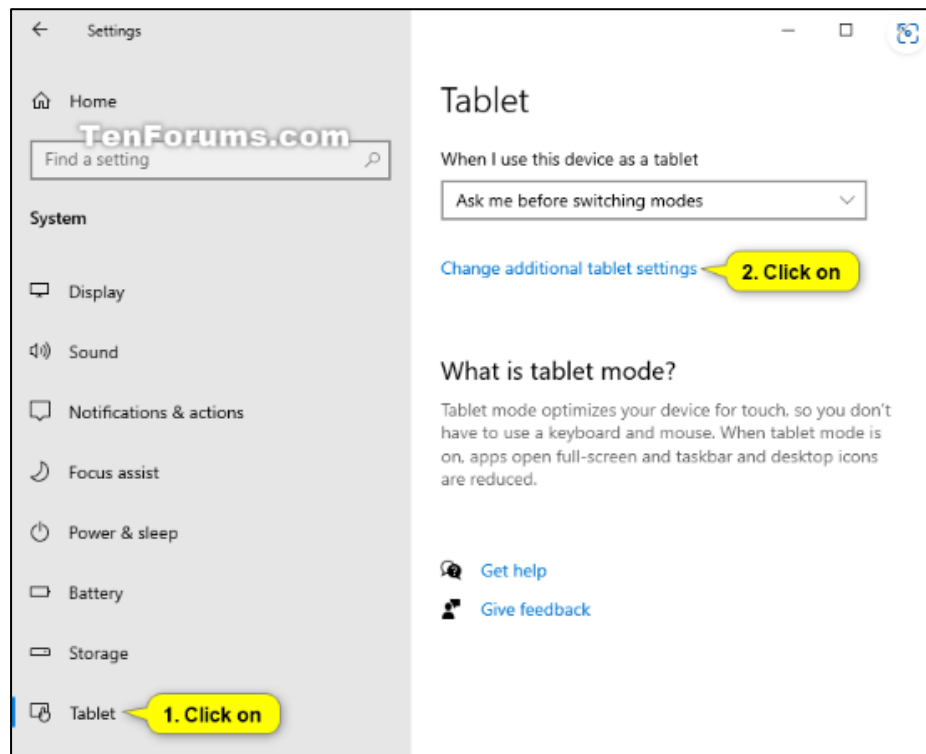 Settings
Home
TenForums.com
Find a setting
System
Display
Sound
Notifications & actions
Focus assist
Power & sleep
Battery
Storage
Tablet
1. Click on
Tablet
When I use this device as a tablet
Ask me before switching modes
Change additional tablet settings
2. Click on
What is tablet mode?
Tablet mode optimizes your device for touch, so you don't
have to use a keyboard and mouse. When tablet mode is
on, apps open full-screen and taskbar and desktop icons
are reduced.
Get help
Give feedback